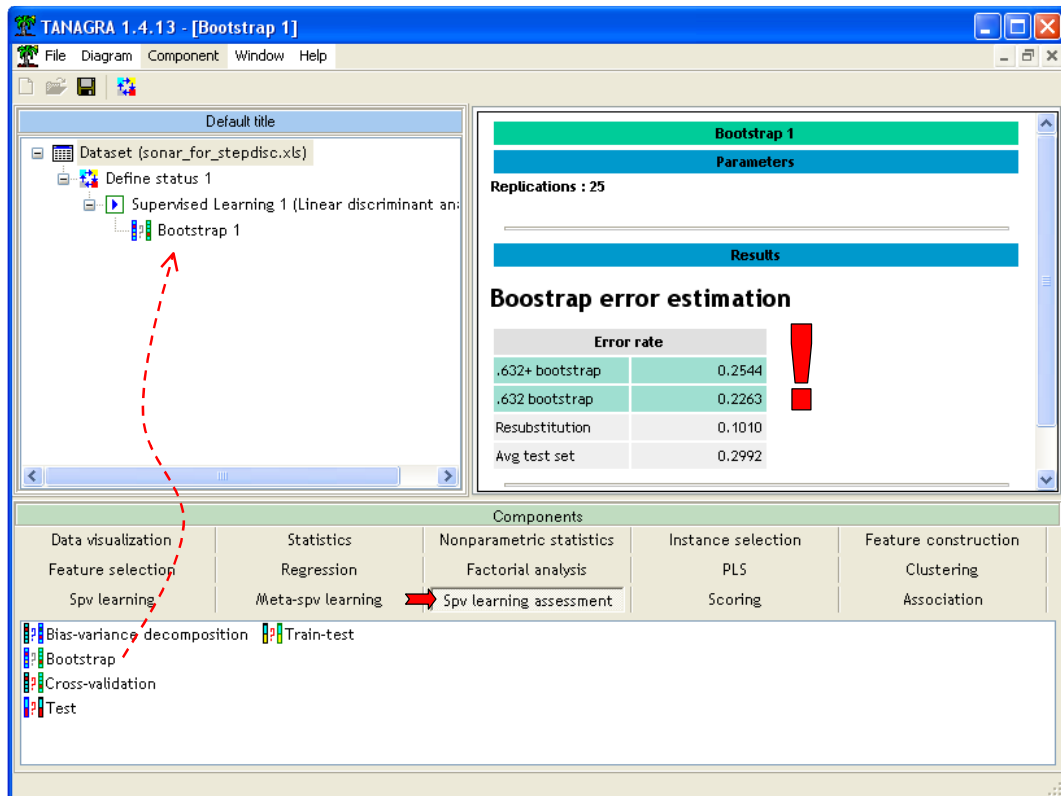 TANAGRA 1.4.13 - [Bootstrap 1]
File Diagram Component Window Help
Default title
Dataset (sonar_for_stepdisc.xls)
Define status 1
Supervised Learning 1 (Linear discriminant an
Bootstrap 1
Bootstrap 1
Parameters
Replications : 25
Results
Boostrap error estimation
Error rate
.632+ bootstrap 0.2544
.632 bootstrap 0.2263
Resubstitution 0.1010
Avg test set 0.2992
!
Components
Data visualization Statistics Nonparametric statistics Instance selection Feature construction
Feature selection Regression Factorial analysis PLS Clustering
Spv learning Meta-spv learning Spv learning assessment Scoring Association
Bias-variance decomposition Train-test
Bootstrap
Cross-validation
Test